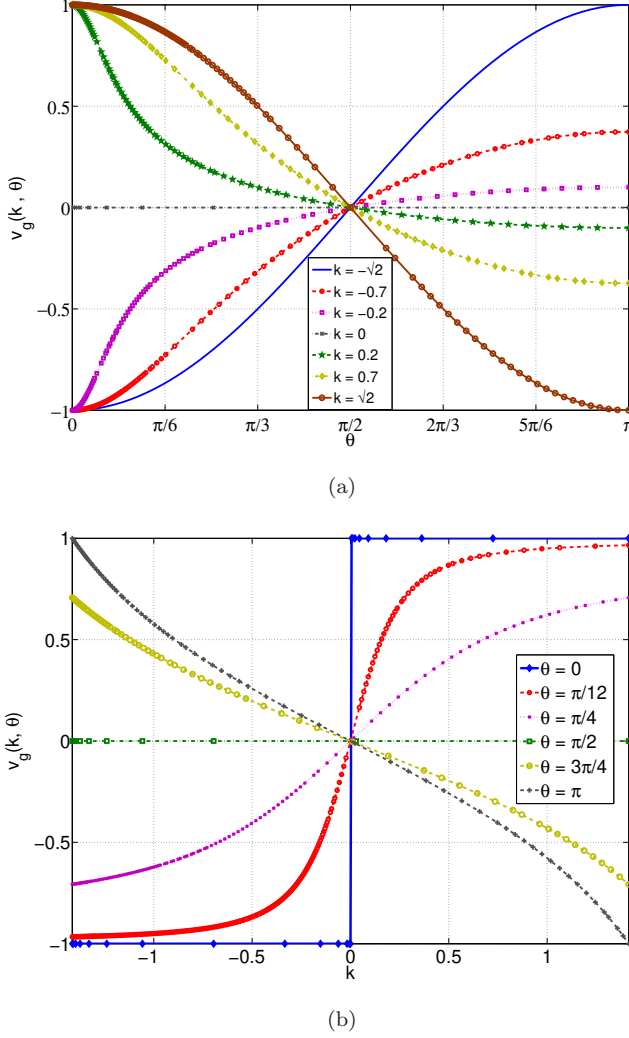 1
0.5
0
−0.5
−1
v_g(k , θ)
k = −√2
k = −0.7
k = −0.2
k = 0
k = 0.2
k = 0.7
k = √2
0 π/6 π/3 π/2 2π/3 5π/6 π
θ
(a)
1
0.5
0
−0.5
−1
v_g(k, θ)
θ = 0
θ = π/12
θ = π/4
θ = π/2
θ = 3π/4
θ = π
−1 −0.5 0 0.5 1
k
(b)